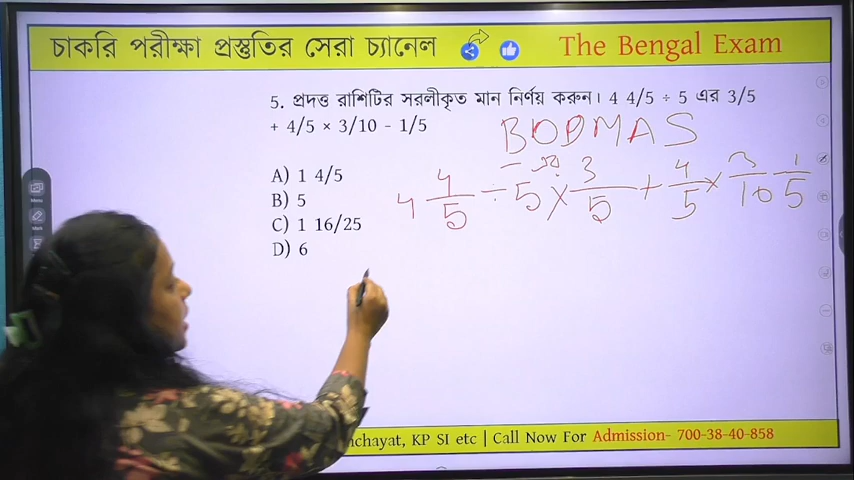 চাকরি পরীক্ষা প্রস্তুতির সেরা চ্যানেল The Bengal Exam
5. প্রদত্ত রাশিটির সরলীকৃত মান নির্ণয় করুন। 4 4/5 ÷ 5 এর 3/5
+ 4/5 × 3/10 - 1/5
BODMAS
4 4/5 ÷ 5 × 3/5 + 4/5 × 3/10 1/5
A) 1 4/5
B) 5
C) 1 16/25
D) 6
KP SI etc | Call Now For Admission- 700-38-40-858